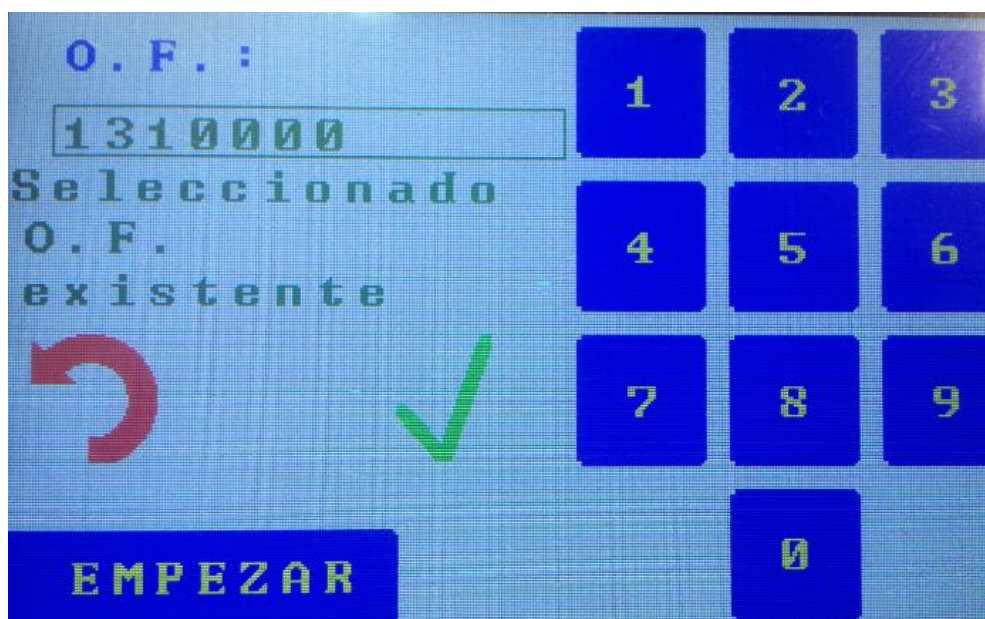 O.F.:
1310000
Seleccionado
O.F.
existente
EMPEZAR
1 2 3
4 5 6
7 8 9
0